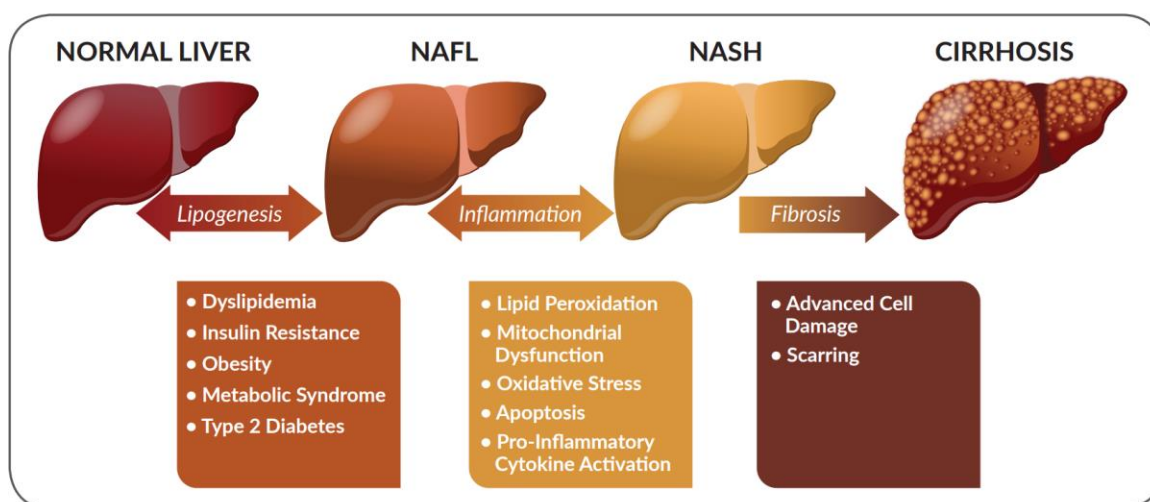 NORMAL LIVER
NAFL
NASH
CIRRHOSIS
Lipogenesis
Inflammation
Fibrosis
• Dyslipidemia
• Insulin Resistance
• Obesity
• Metabolic Syndrome
• Type 2 Diabetes
• Lipid Peroxidation
• Mitochondrial
Dysfunction
• Oxidative Stress
• Apoptosis
• Pro-Inflammatory
Cytokine Activation
• Advanced Cell
Damage
• Scarring